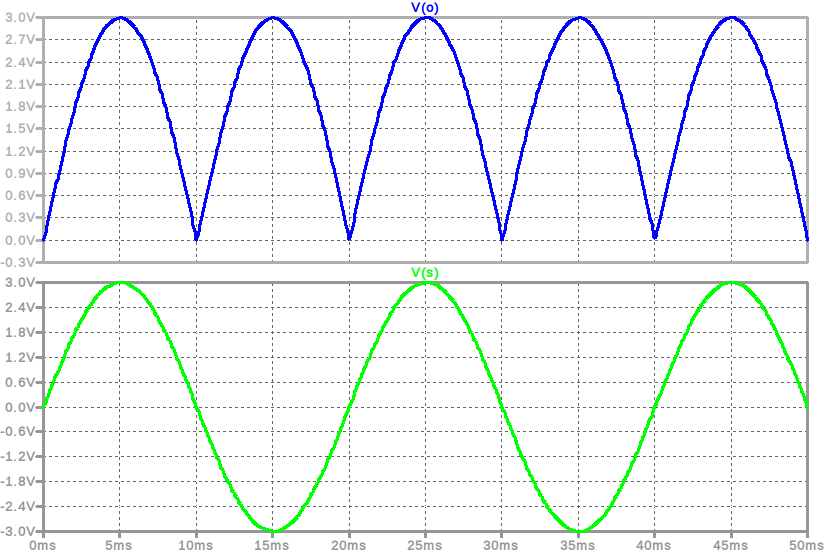 V(o)
3.0V
2.7V
2.4V
2.1V
1.8V
1.5V
1.2V
0.9V
0.6V
0.3V
0.0V
-0.3V
V(s)
3.0V
2.4V
1.8V
1.2V
0.6V
0.0V
-0.6V
-1.2V
-1.8V
-2.4V
-3.0V
0ms 5ms 10ms 15ms 20ms 25ms 30ms 35ms 40ms 45ms 50ms